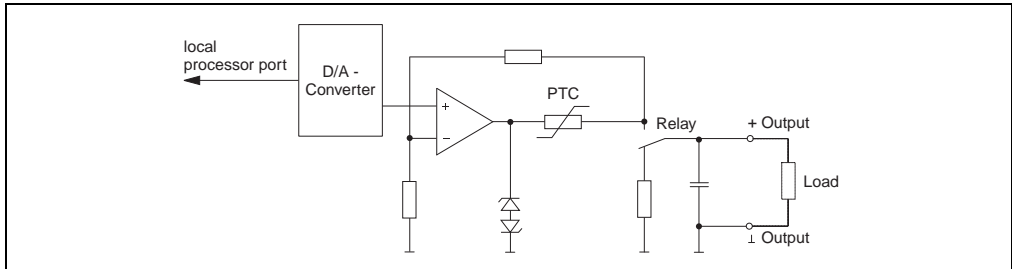 local
processor port
D/A -
Converter
+
−
PTC
Relay
+ Output
Load
⊥ Output